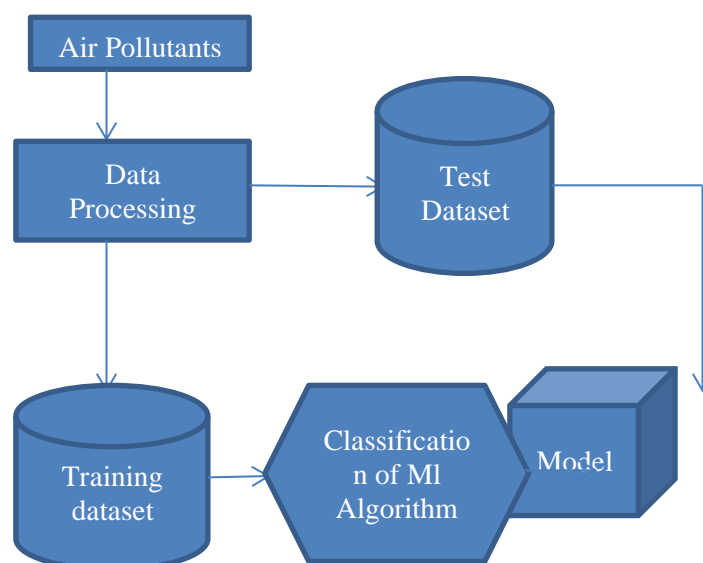 Air Pollutants
Data
Processing
Test
Dataset
Training
dataset
Classificatio
n of Ml
Algorithm
Model